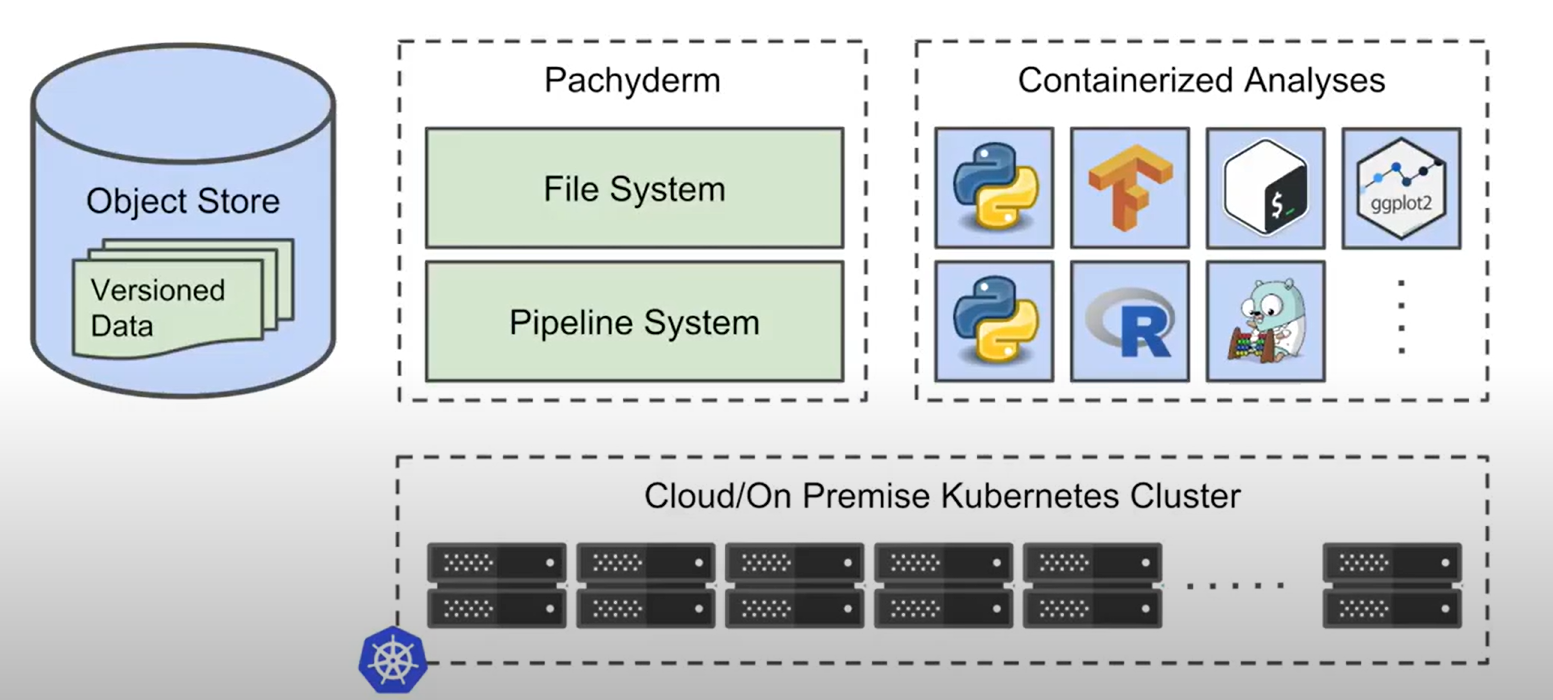 Pachyderm
Containerized Analyses
Object Store
Versioned
Data
File System
Pipeline System
$_
ggplot2
R
Cloud/On Premise Kubernetes Cluster